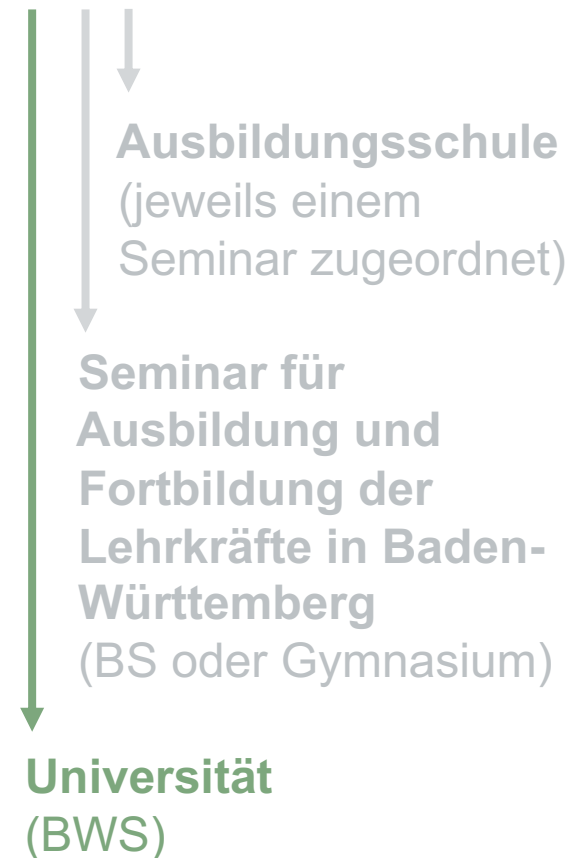 Ausbildungsschule
(jeweils einem
Seminar zugeordnet)
Seminar für
Ausbildung und
Fortbildung der
Lehrkräfte in Baden-
Württemberg
(BS oder Gymnasium)
Universität
(BWS)